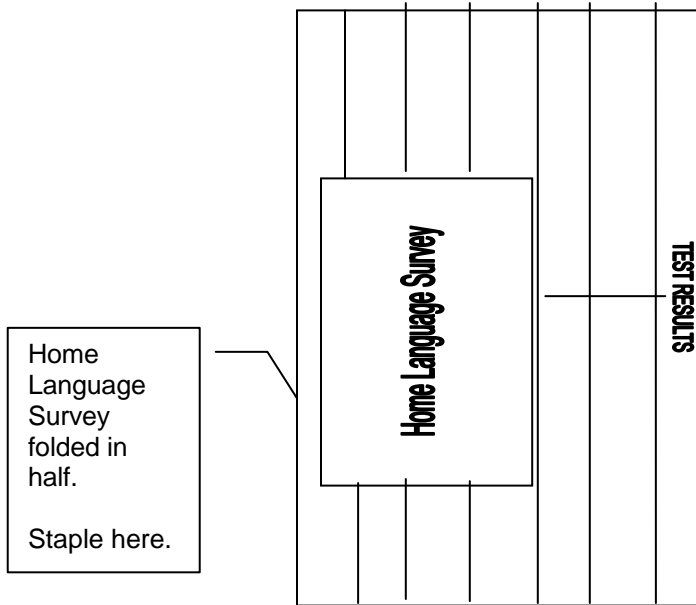 Home
Language
Survey
folded in
half.
Staple here.
Home Language Survey
TEST RESULTS